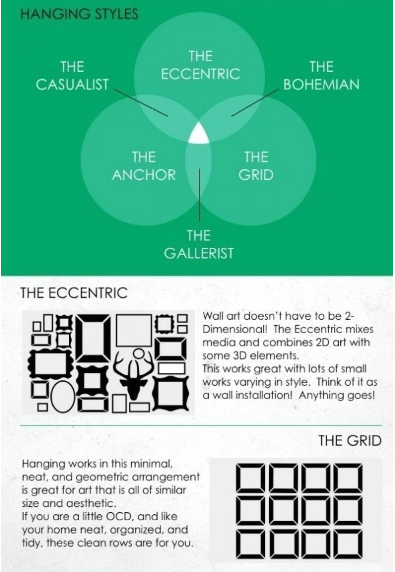 HANGING STYLES
THE
ECCENTRIC
THE
CASUALIST
THE
BOHEMIAN
THE
ANCHOR
THE
GRID
THE
GALLERIST
THE ECCENTRIC
Wall art doesn't have to be 2-
Dimensional! The Eccentric mixes
media and combines 2D art with
some 3D elements.
This works great with lots of small
works varying in style. Think of it as
a wall installation! Anything goes!
THE GRID
Hanging works in this minimal,
neat, and geometric arrangement
is great for art that is all of similar
size and aesthetic.
If you are a little OCD, and like
your home neat, organized, and
tidy, these clean rows are for you.